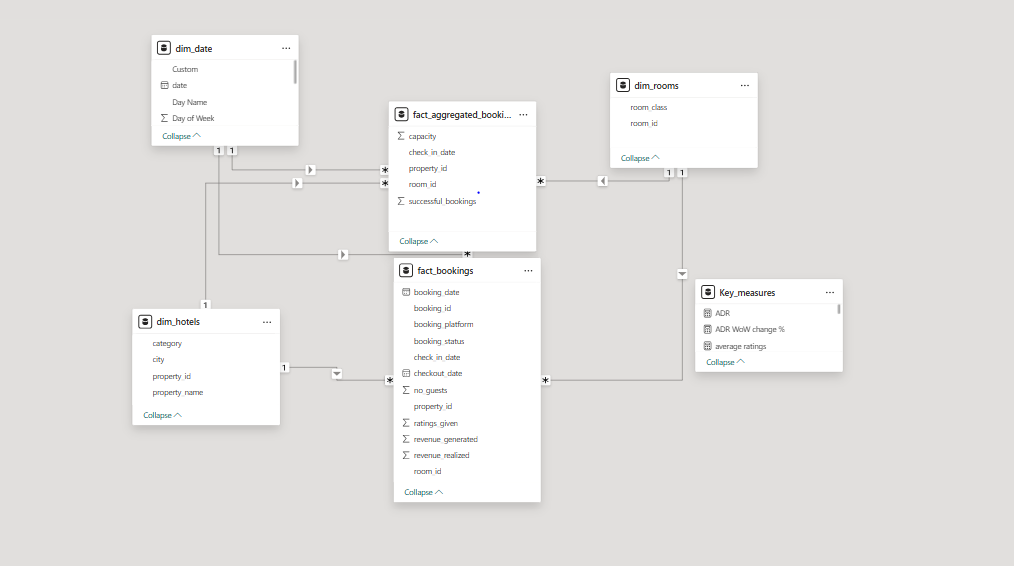 dim_date
Custom
date
Day Name
Day of Week
Collapse
1 1
fact_aggregated_booki...
capacity
check_in_date
property_id
room_id
successful_bookings
Collapse
*
*
*
*
dim_rooms
room_class
room_id
Collapse
1 1
1
dim_hotels
category
city
property_id
property_name
Collapse
1
*
fact_bookings
booking_date
booking_id
booking_platform
booking_status
check_in_date
checkout_date
no_guests
property_id
ratings_given
revenue_generated
revenue_realized
room_id
Collapse
*
Key_measures
ADR
ADR WoW change %
average ratings
Collapse